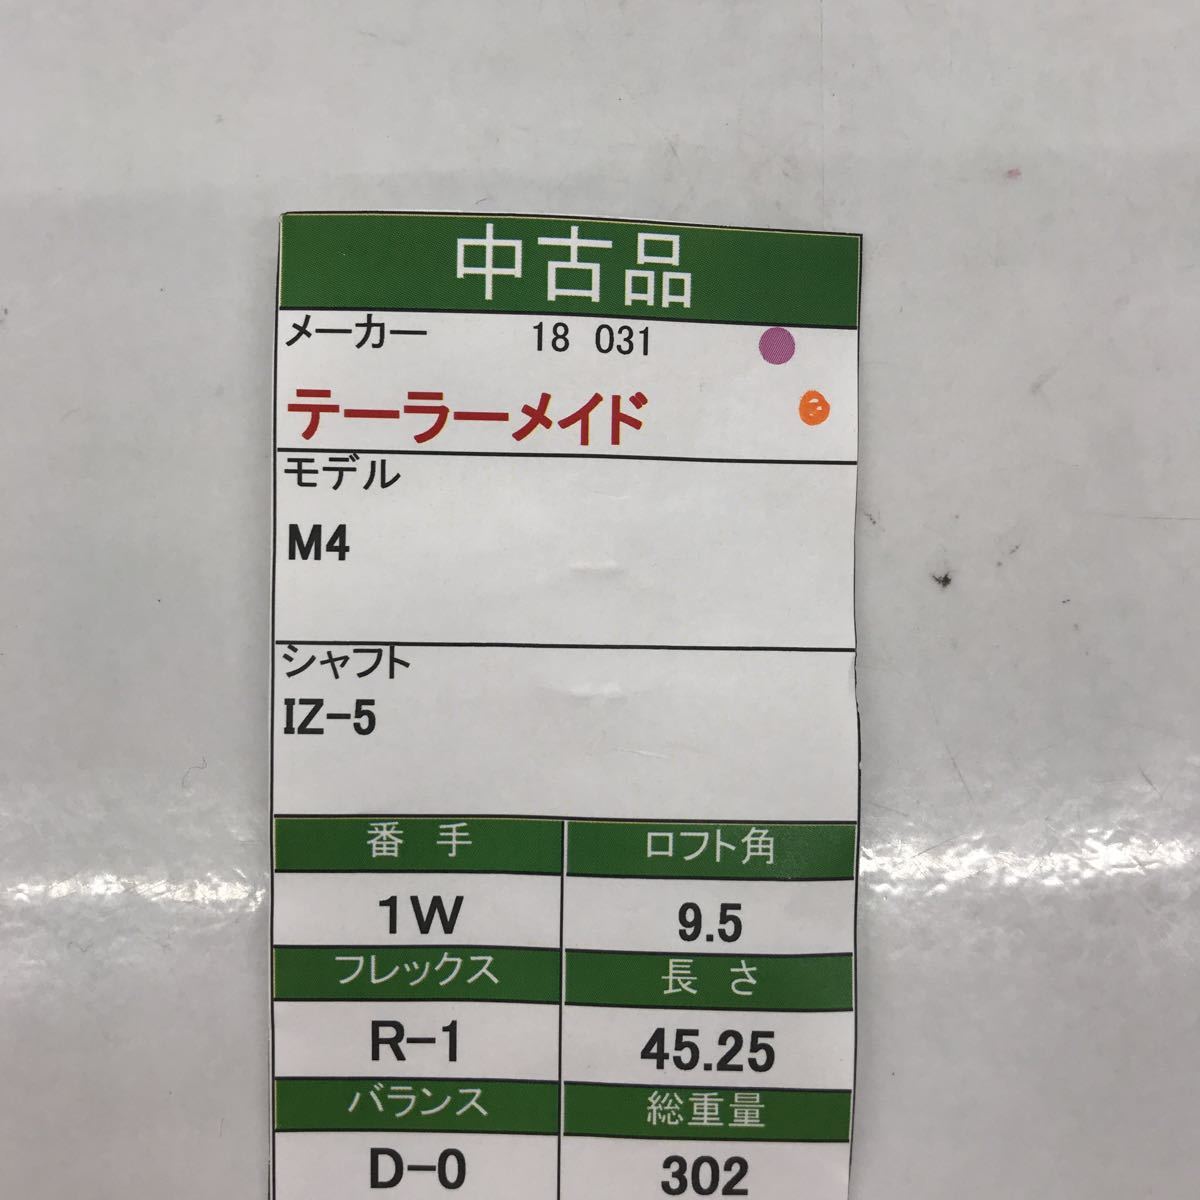 中古品
メーカー 18 031
テーラーメイド
モデル
M4
シャフト
IZ-5
番手 ロフト角
1W 9.5
フレックス 長さ
R-1 45.25
バランス 総重量
D-0 302